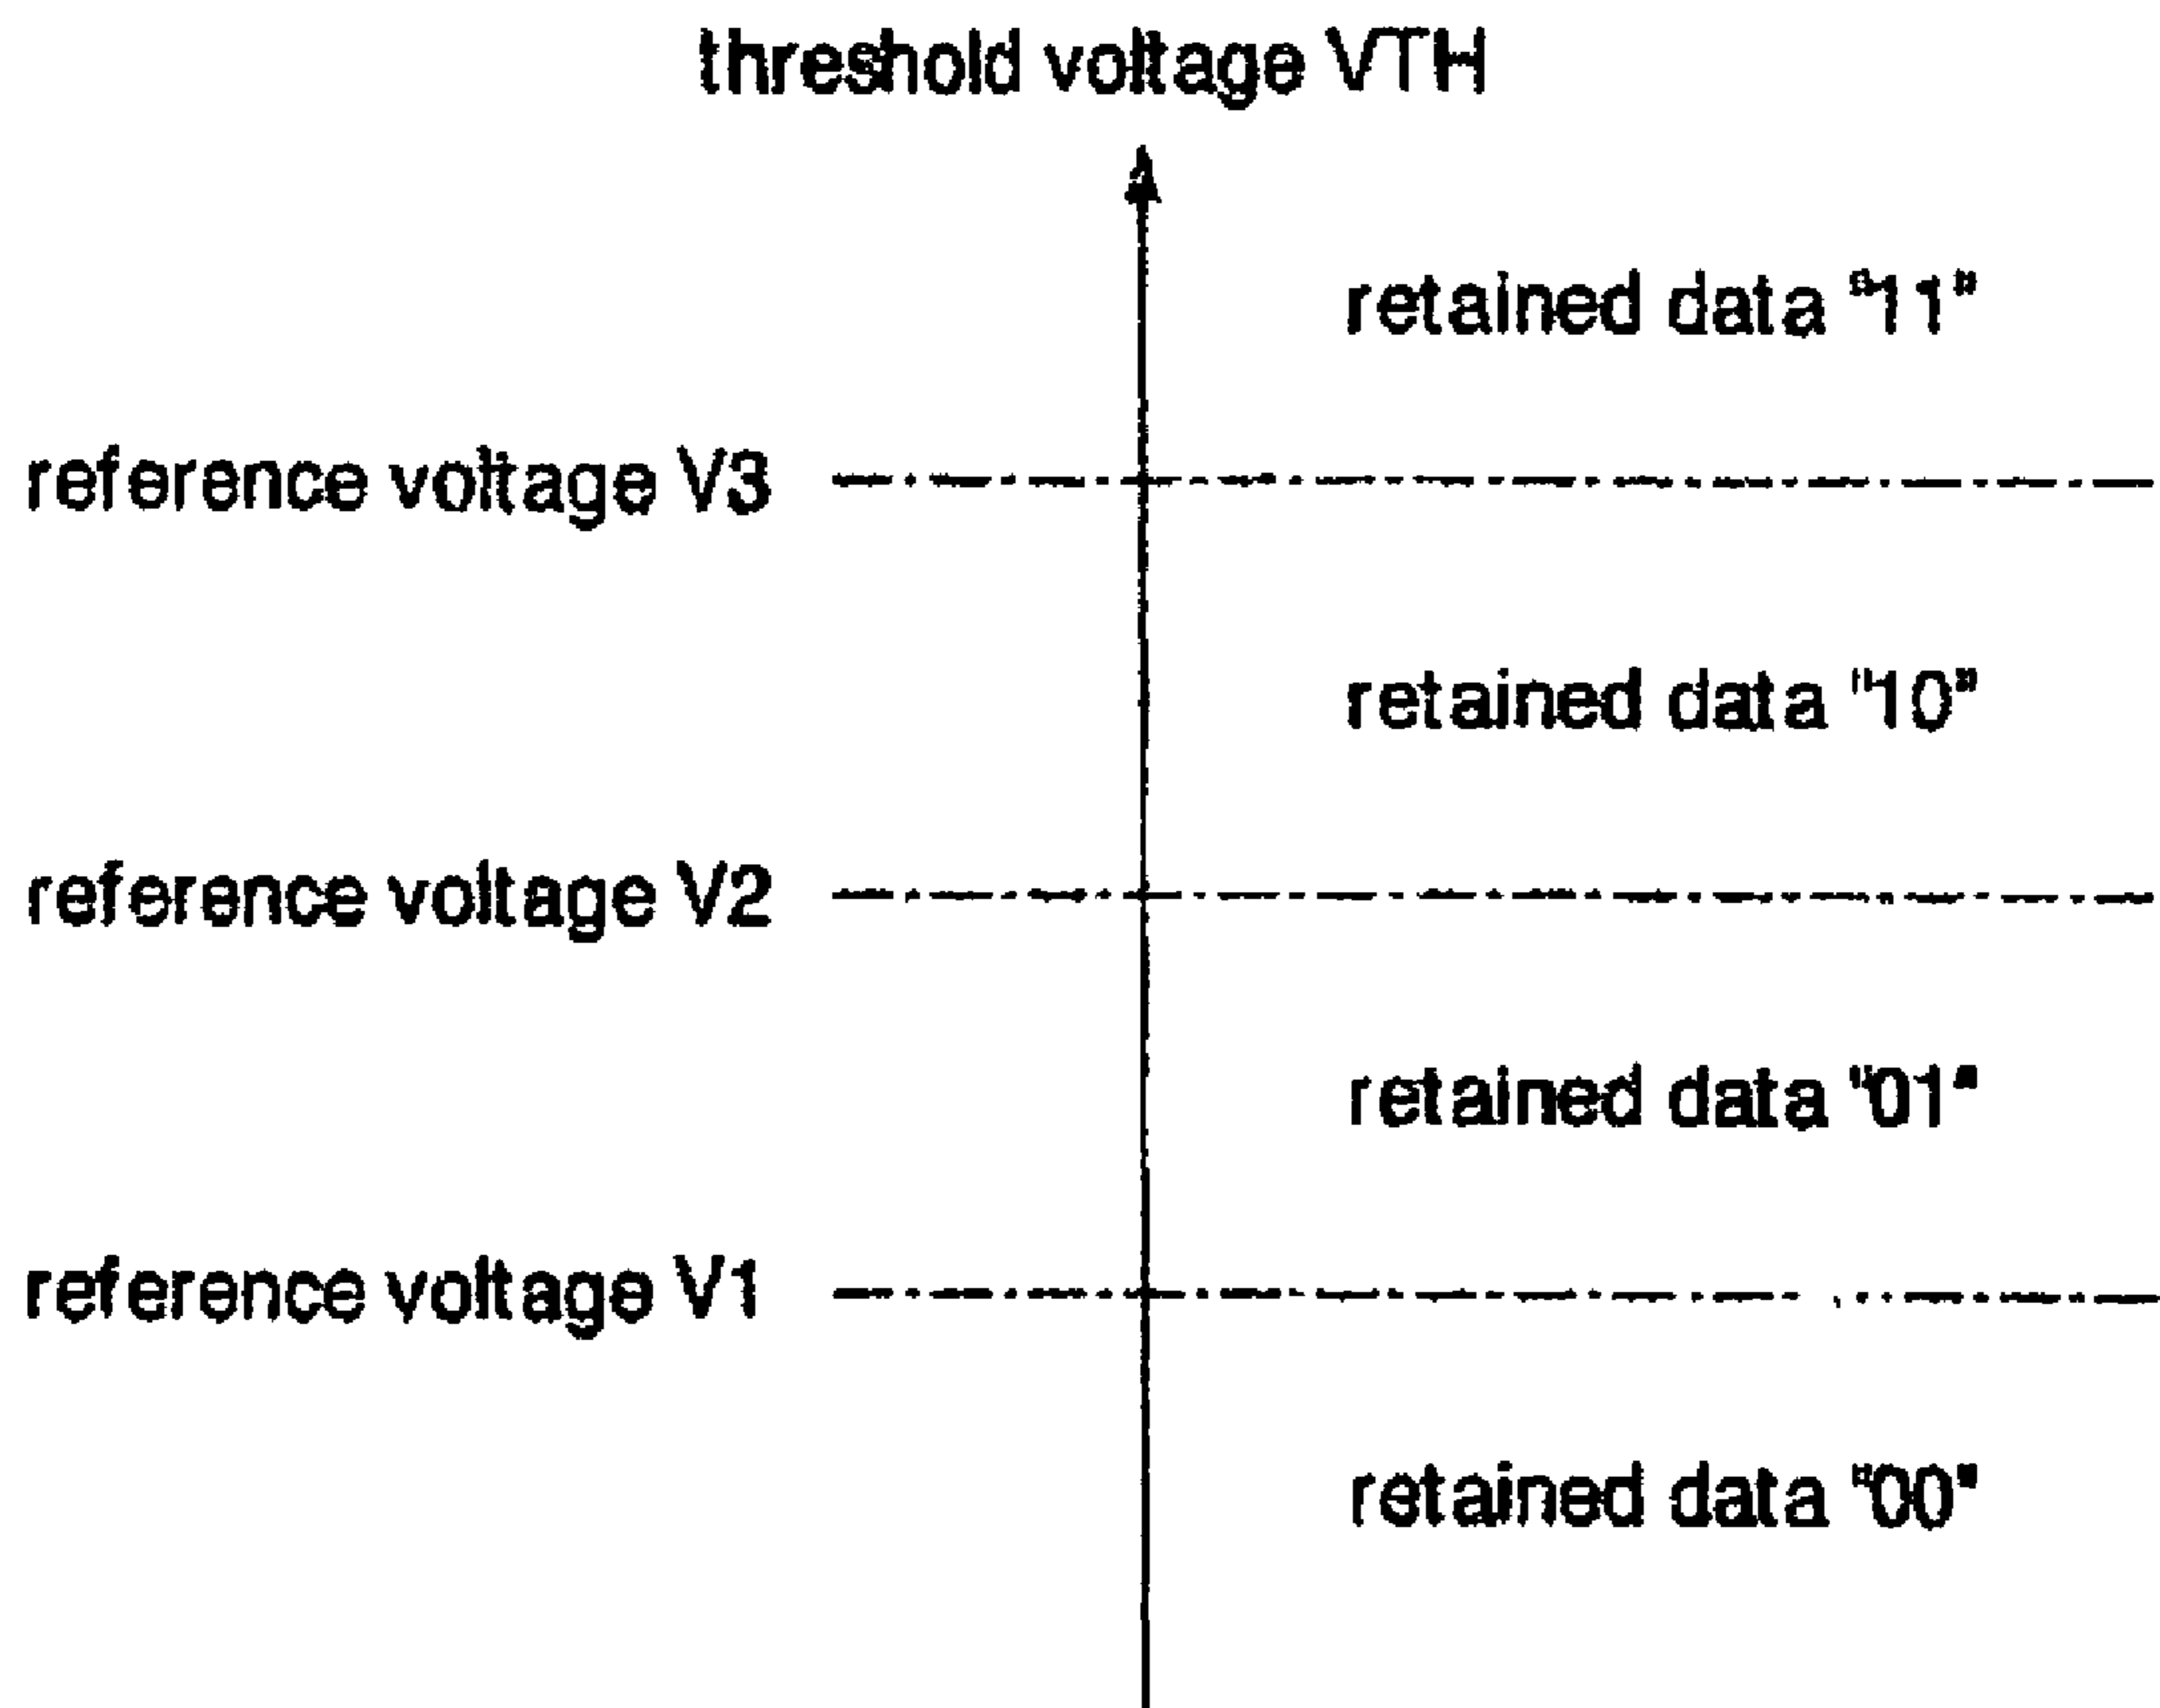 threshold voltage VTH
retained data "11"
reference voltage V3
retained data "10"
reference voltage V2
retained data "01"
reference voltage V1
retained data "00"